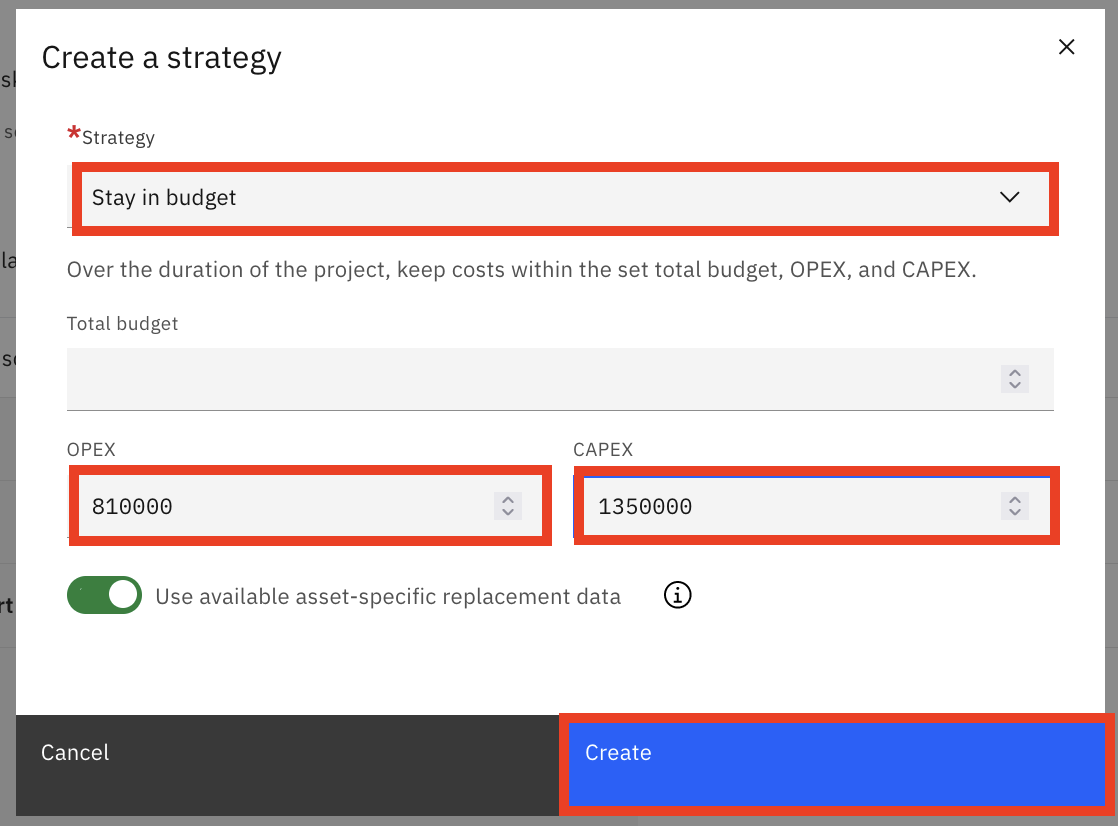 Create a strategy
*Strategy
Stay in budget
Over the duration of the project, keep costs within the set total budget, OPEX, and CAPEX.
Total budget
OPEX CAPEX
810000 1350000
Use available asset-specific replacement data
Cancel Create